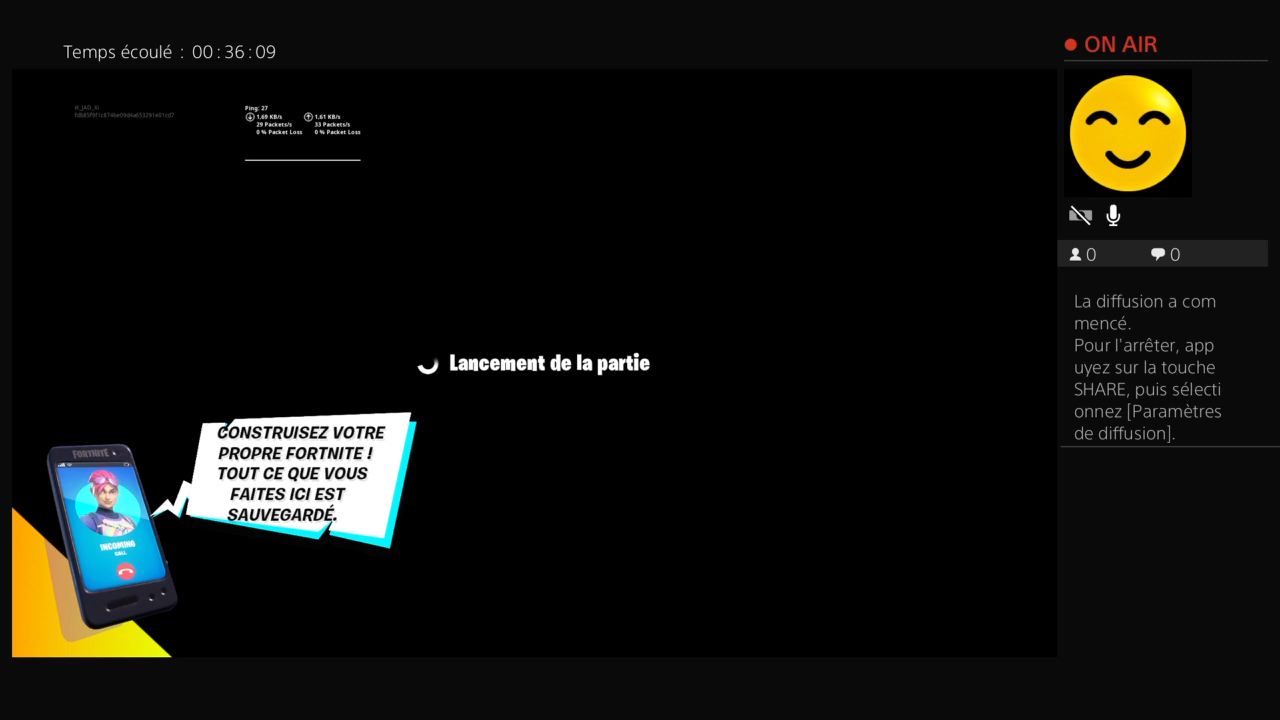 Temps écoulé : 00:36:09
ON AIR
Ping: 27
1,69 KB/s 1,61 KB/s
29 Packets/s 33 Packets/s
0 % Packet Loss 0 % Packet Loss
0 0
La diffusion a com
mencé.
Pour l'arrêter, app
uyez sur la touche
SHARE, puis sélecti
onnez [Paramètres
de diffusion].
Lancement de la partie
CONSTRUISEZ VOTRE
PROPRE FORTNITE !
TOUT CE QUE VOUS
FAITES ICI EST
SAUVEGARDÉ.
FORTNITE
INCOMING
CALL